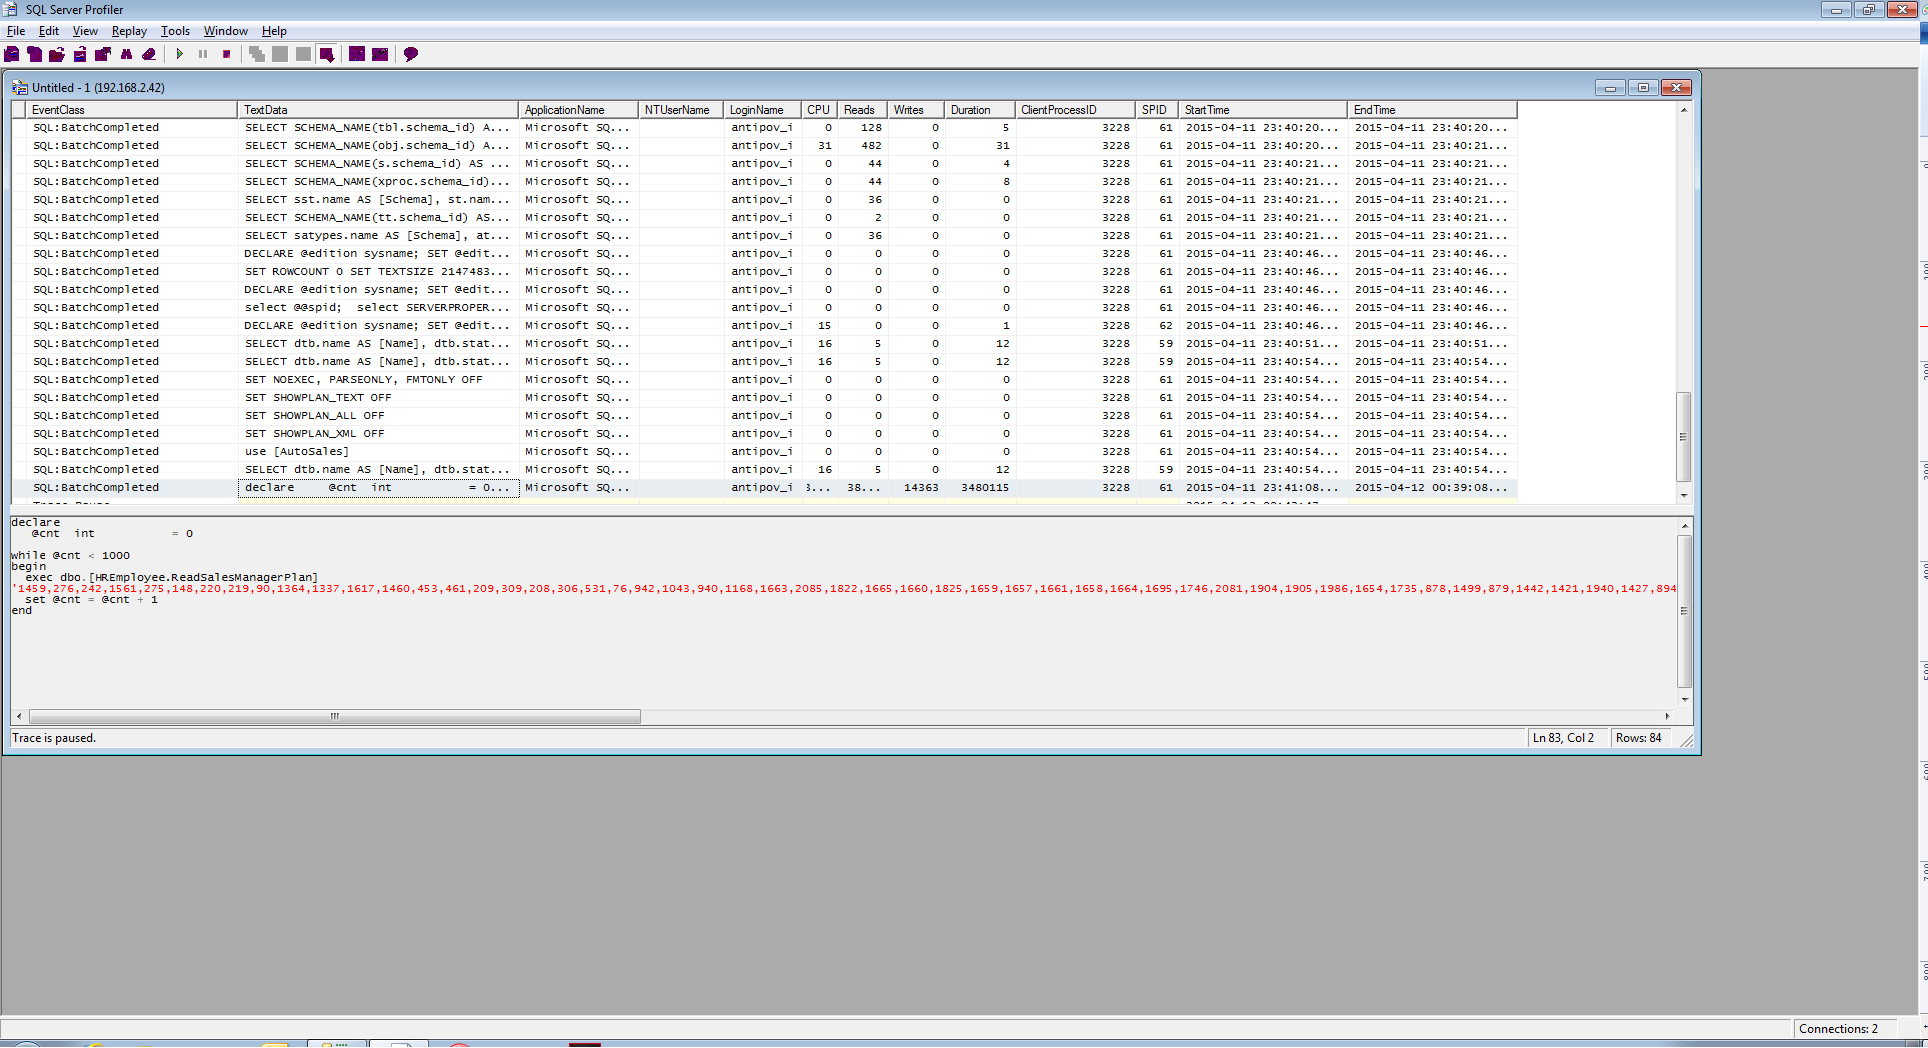 SQL Server Profiler
File Edit View Replay Tools Window Help
Untitled - 1 (192.168.2.42)
EventClass TextData ApplicationName NTUserName LoginName CPU Reads Writes Duration ClientProcessID SPID StartTime EndTime
SQL:BatchCompleted SELECT SCHEMA_NAME(tbl.schema_id) A... Microsoft SQ... antipov_i 0 128 0 5 3228 61 2015-04-11 23:40:20... 2015-04-11 23:40:20...
SQL:BatchCompleted SELECT SCHEMA_NAME(obj.schema_id) A... Microsoft SQ... antipov_i 31 482 0 31 3228 61 2015-04-11 23:40:20... 2015-04-11 23:40:21...
SQL:BatchCompleted SELECT SCHEMA_NAME(s.schema_id) AS ... Microsoft SQ... antipov_i 0 44 0 4 3228 61 2015-04-11 23:40:21... 2015-04-11 23:40:21...
SQL:BatchCompleted SELECT SCHEMA_NAME(xproc.schema_id)... Microsoft SQ... antipov_i 0 44 0 8 3228 61 2015-04-11 23:40:21... 2015-04-11 23:40:21...
SQL:BatchCompleted SELECT sst.name AS [Schema], st.nam... Microsoft SQ... antipov_i 0 36 0 0 3228 61 2015-04-11 23:40:21... 2015-04-11 23:40:21...
SQL:BatchCompleted SELECT SCHEMA_NAME(tt.schema_id) AS... Microsoft SQ... antipov_i 0 2 0 0 3228 61 2015-04-11 23:40:21... 2015-04-11 23:40:21...
SQL:BatchCompleted SELECT satypes.name AS [Schema], at... Microsoft SQ... antipov_i 0 36 0 0 3228 61 2015-04-11 23:40:21... 2015-04-11 23:40:21...
SQL:BatchCompleted DECLARE @edition sysname; SET @edit... Microsoft SQ... antipov_i 0 0 0 0 3228 61 2015-04-11 23:40:46... 2015-04-11 23:40:46...
SQL:BatchCompleted SET ROWCOUNT 0 SET TEXTSIZE 2147483... Microsoft SQ... antipov_i 0 0 0 0 3228 61 2015-04-11 23:40:46... 2015-04-11 23:40:46...
SQL:BatchCompleted DECLARE @edition sysname; SET @edit... Microsoft SQ... antipov_i 0 0 0 0 3228 61 2015-04-11 23:40:46... 2015-04-11 23:40:46...
SQL:BatchCompleted select @@spid; select SERVERPROPER... Microsoft SQ... antipov_i 0 0 0 0 3228 61 2015-04-11 23:40:46... 2015-04-11 23:40:46...
SQL:BatchCompleted DECLARE @edition sysname; SET @edit... Microsoft SQ... antipov_i 15 0 0 1 3228 62 2015-04-11 23:40:46... 2015-04-11 23:40:46...
SQL:BatchCompleted SELECT dtb.name AS [Name], dtb.stat... Microsoft SQ... antipov_i 16 5 0 12 3228 59 2015-04-11 23:40:51... 2015-04-11 23:40:51...
SQL:BatchCompleted SELECT dtb.name AS [Name], dtb.stat... Microsoft SQ... antipov_i 16 5 0 12 3228 59 2015-04-11 23:40:54... 2015-04-11 23:40:54...
SQL:BatchCompleted SET NOEXEC, PARSEONLY, FMTONLY OFF Microsoft SQ... antipov_i 0 0 0 0 3228 61 2015-04-11 23:40:54... 2015-04-11 23:40:54...
SQL:BatchCompleted SET SHOWPLAN_TEXT OFF Microsoft SQ... antipov_i 0 0 0 0 3228 61 2015-04-11 23:40:54... 2015-04-11 23:40:54...
SQL:BatchCompleted SET SHOWPLAN_ALL OFF Microsoft SQ... antipov_i 0 0 0 0 3228 61 2015-04-11 23:40:54... 2015-04-11 23:40:54...
SQL:BatchCompleted SET SHOWPLAN_XML OFF Microsoft SQ... antipov_i 0 0 0 0 3228 61 2015-04-11 23:40:54... 2015-04-11 23:40:54...
SQL:BatchCompleted use [AutoSales] Microsoft SQ... antipov_i 0 0 0 0 3228 61 2015-04-11 23:40:54... 2015-04-11 23:40:54...
SQL:BatchCompleted SELECT dtb.name AS [Name], dtb.stat... Microsoft SQ... antipov_i 16 5 0 12 3228 59 2015-04-11 23:40:54... 2015-04-11 23:40:54...
SQL:BatchCompleted declare @cnt int = 0... Microsoft SQ... antipov_i 3... 38... 14363 3480115 3228 61 2015-04-11 23:41:08... 2015-04-12 00:39:08...
declare
@cnt int = 0
while @cnt < 1000
begin
exec dbo.[HREmployee.ReadSalesManagerPlan]
'1459,276,242,1561,275,148,220,219,90,1364,1337,1617,1460,453,461,209,309,208,306,531,76,942,1043,940,1168,1663,2085,1822,1665,1660,1825,1659,1657,1661,1658,1664,1695,1746,2081,1904,1905,1986,1654,1735,878,1499,879,1442,1421,1940,1427,894
set @cnt = @cnt + 1
end
Trace is paused.
Ln 83, Col 2 Rows: 84
Connections: 2